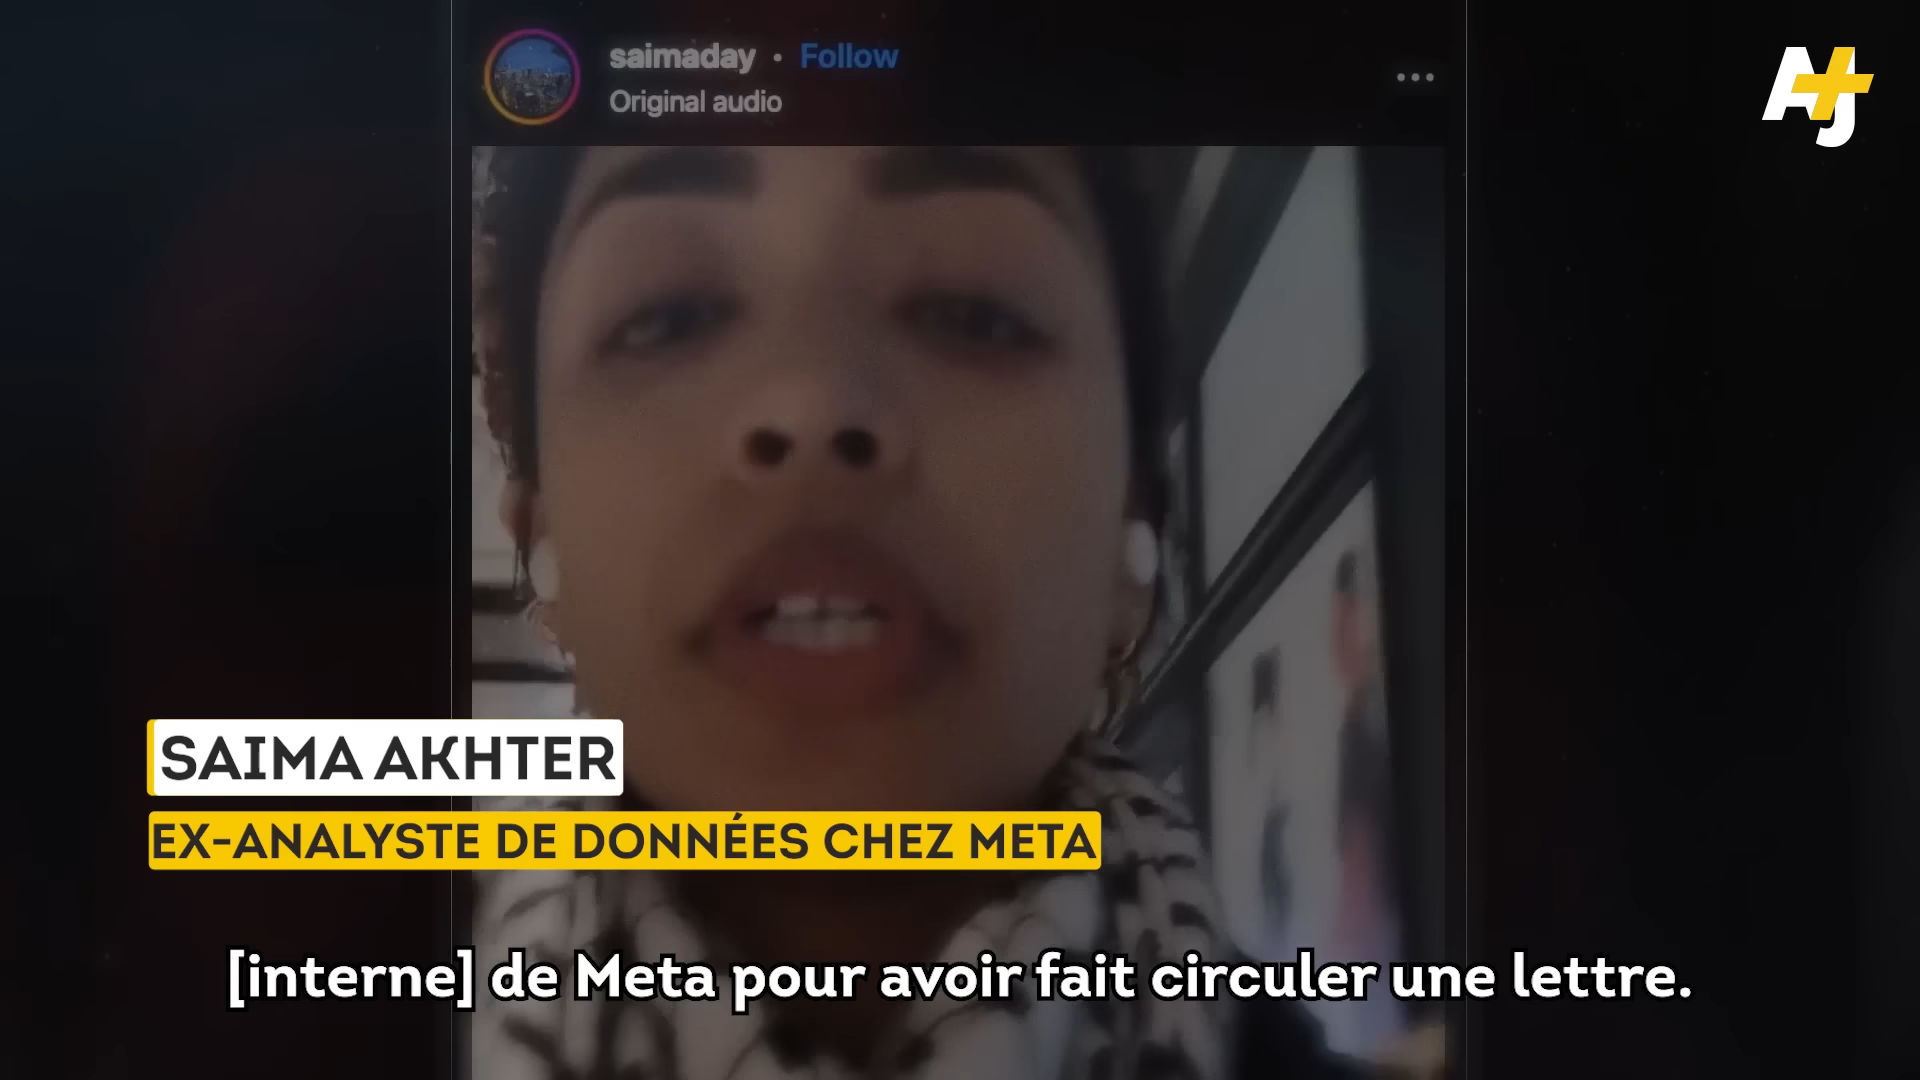 saimaday • Follow
Original audio
AJ+
SAIMA AKHTER
EX-ANALYSTE DE DONNÉES CHEZ META
[interne] de Meta pour avoir fait circuler une lettre.